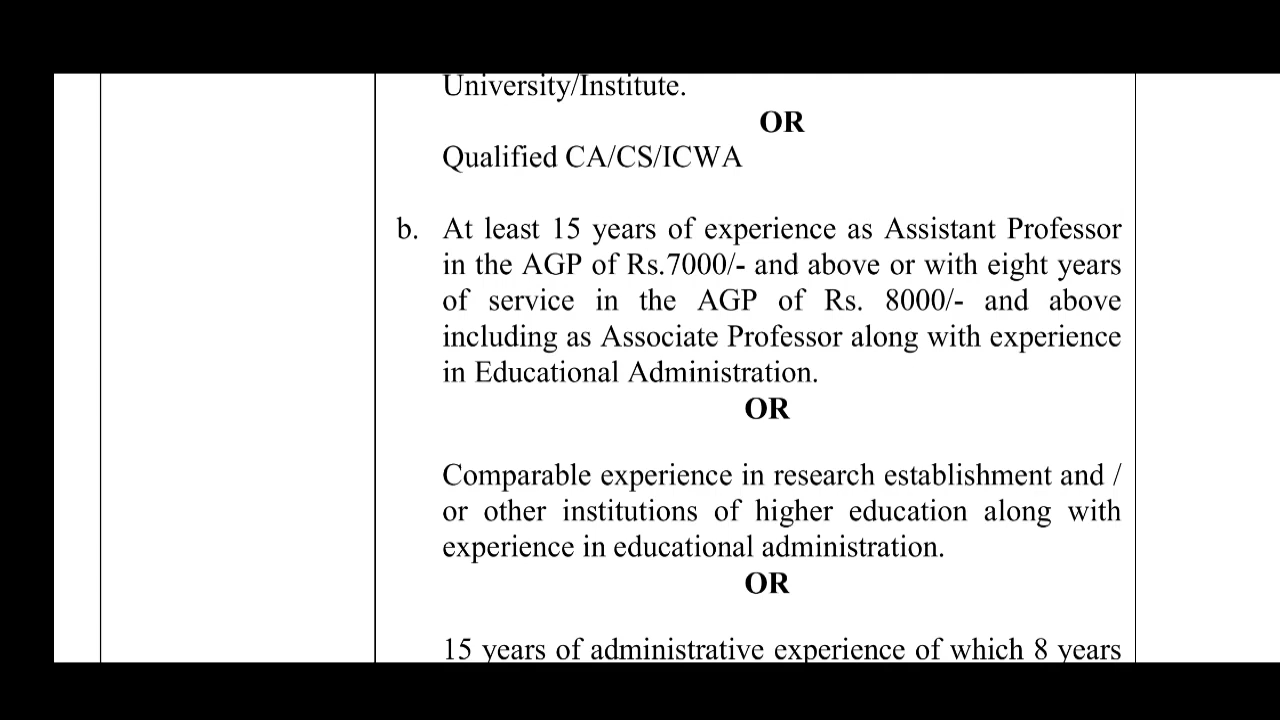 University/Institute.
OR
Qualified CA/CS/ICWA
b. At least 15 years of experience as Assistant Professor
in the AGP of Rs.7000/- and above or with eight years
of service in the AGP of Rs. 8000/- and above
including as Associate Professor along with experience
in Educational Administration.
OR
Comparable experience in research establishment and /
or other institutions of higher education along with
experience in educational administration.
OR
15 years of administrative experience of which 8 years